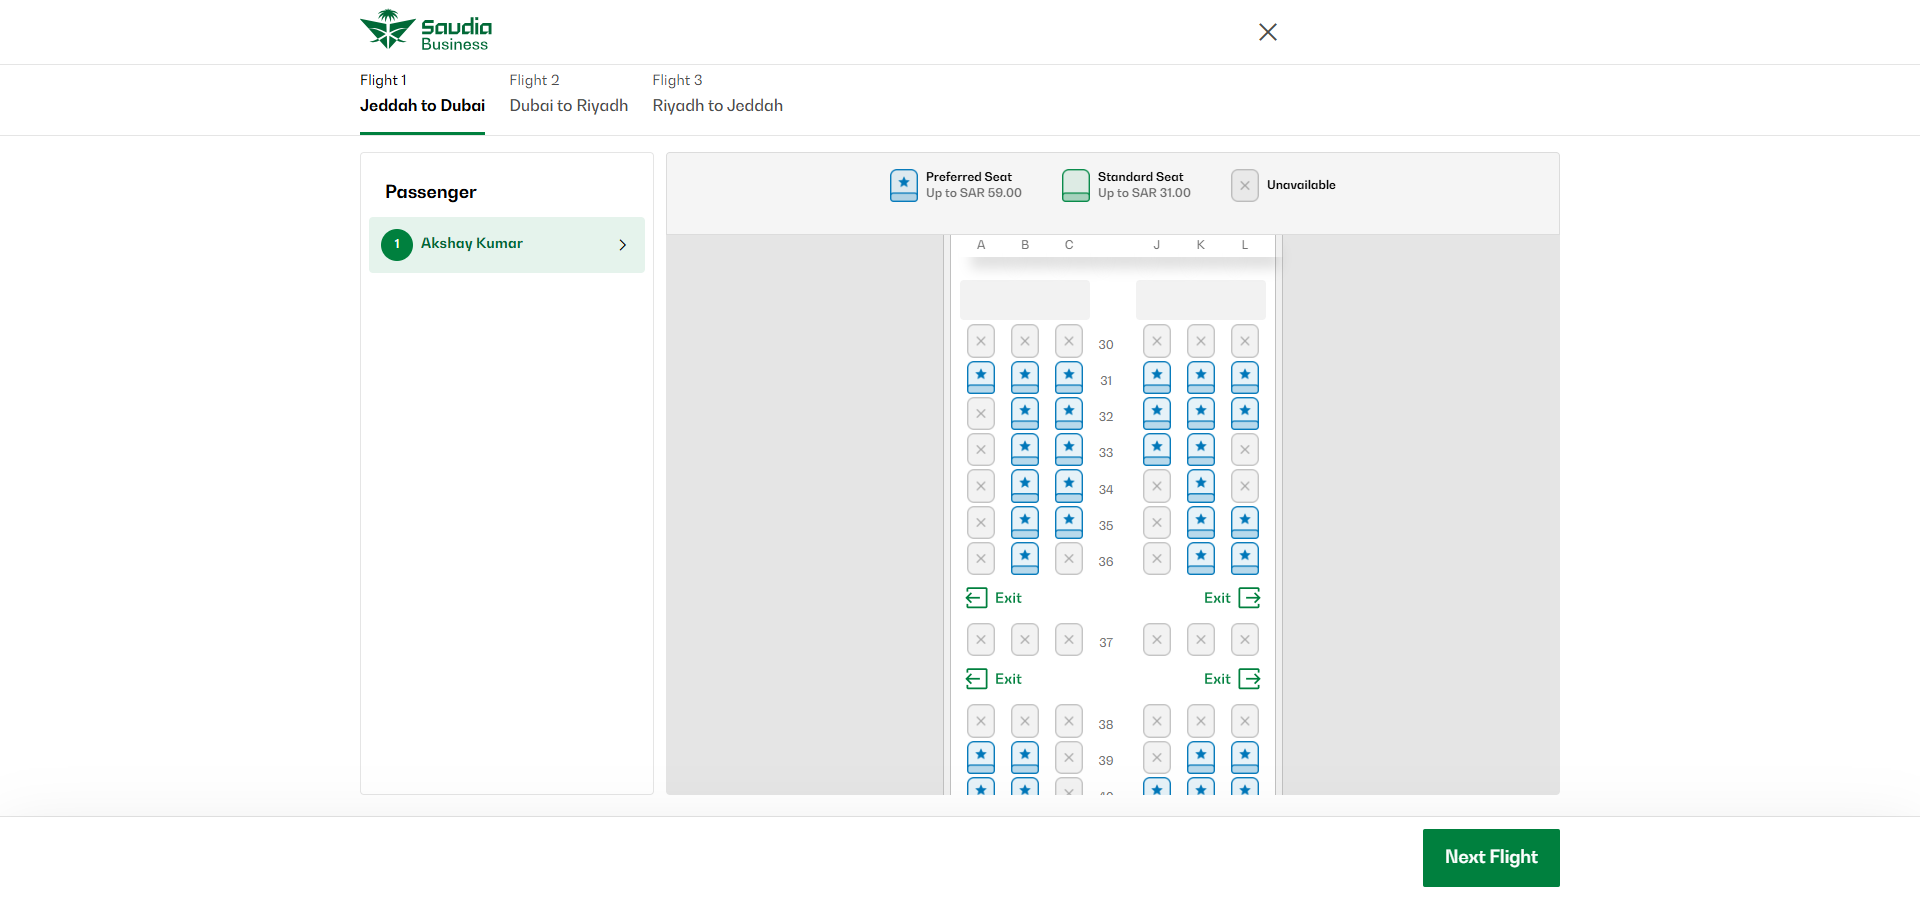 Saudia
Business
Flight 1
Jeddah to Dubai
Flight 2
Dubai to Riyadh
Flight 3
Riyadh to Jeddah
Passenger
1 Akshay Kumar
Preferred Seat
Up to SAR 59.00
Standard Seat
Up to SAR 31.00
Unavailable
A B C J K L
30
31
32
33
34
35
36
Exit Exit
37
Exit Exit
38
39
Next Flight